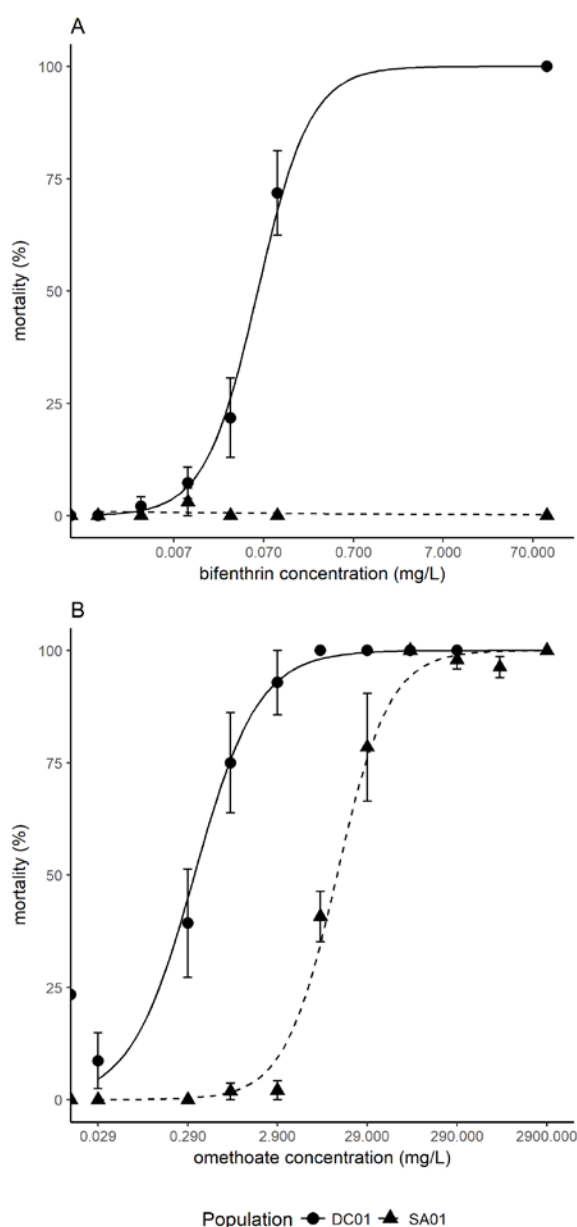 A
100
75
50
25
0
mortality (%)
0.007 0.070 0.700 7.000 70.000
bifenthrin concentration (mg/L)
B
100
75
50
25
0
mortality (%)
0.029 0.290 2.900 29.000 290.000 2900.000
omethoate concentration (mg/L)
Population DC01 SA01